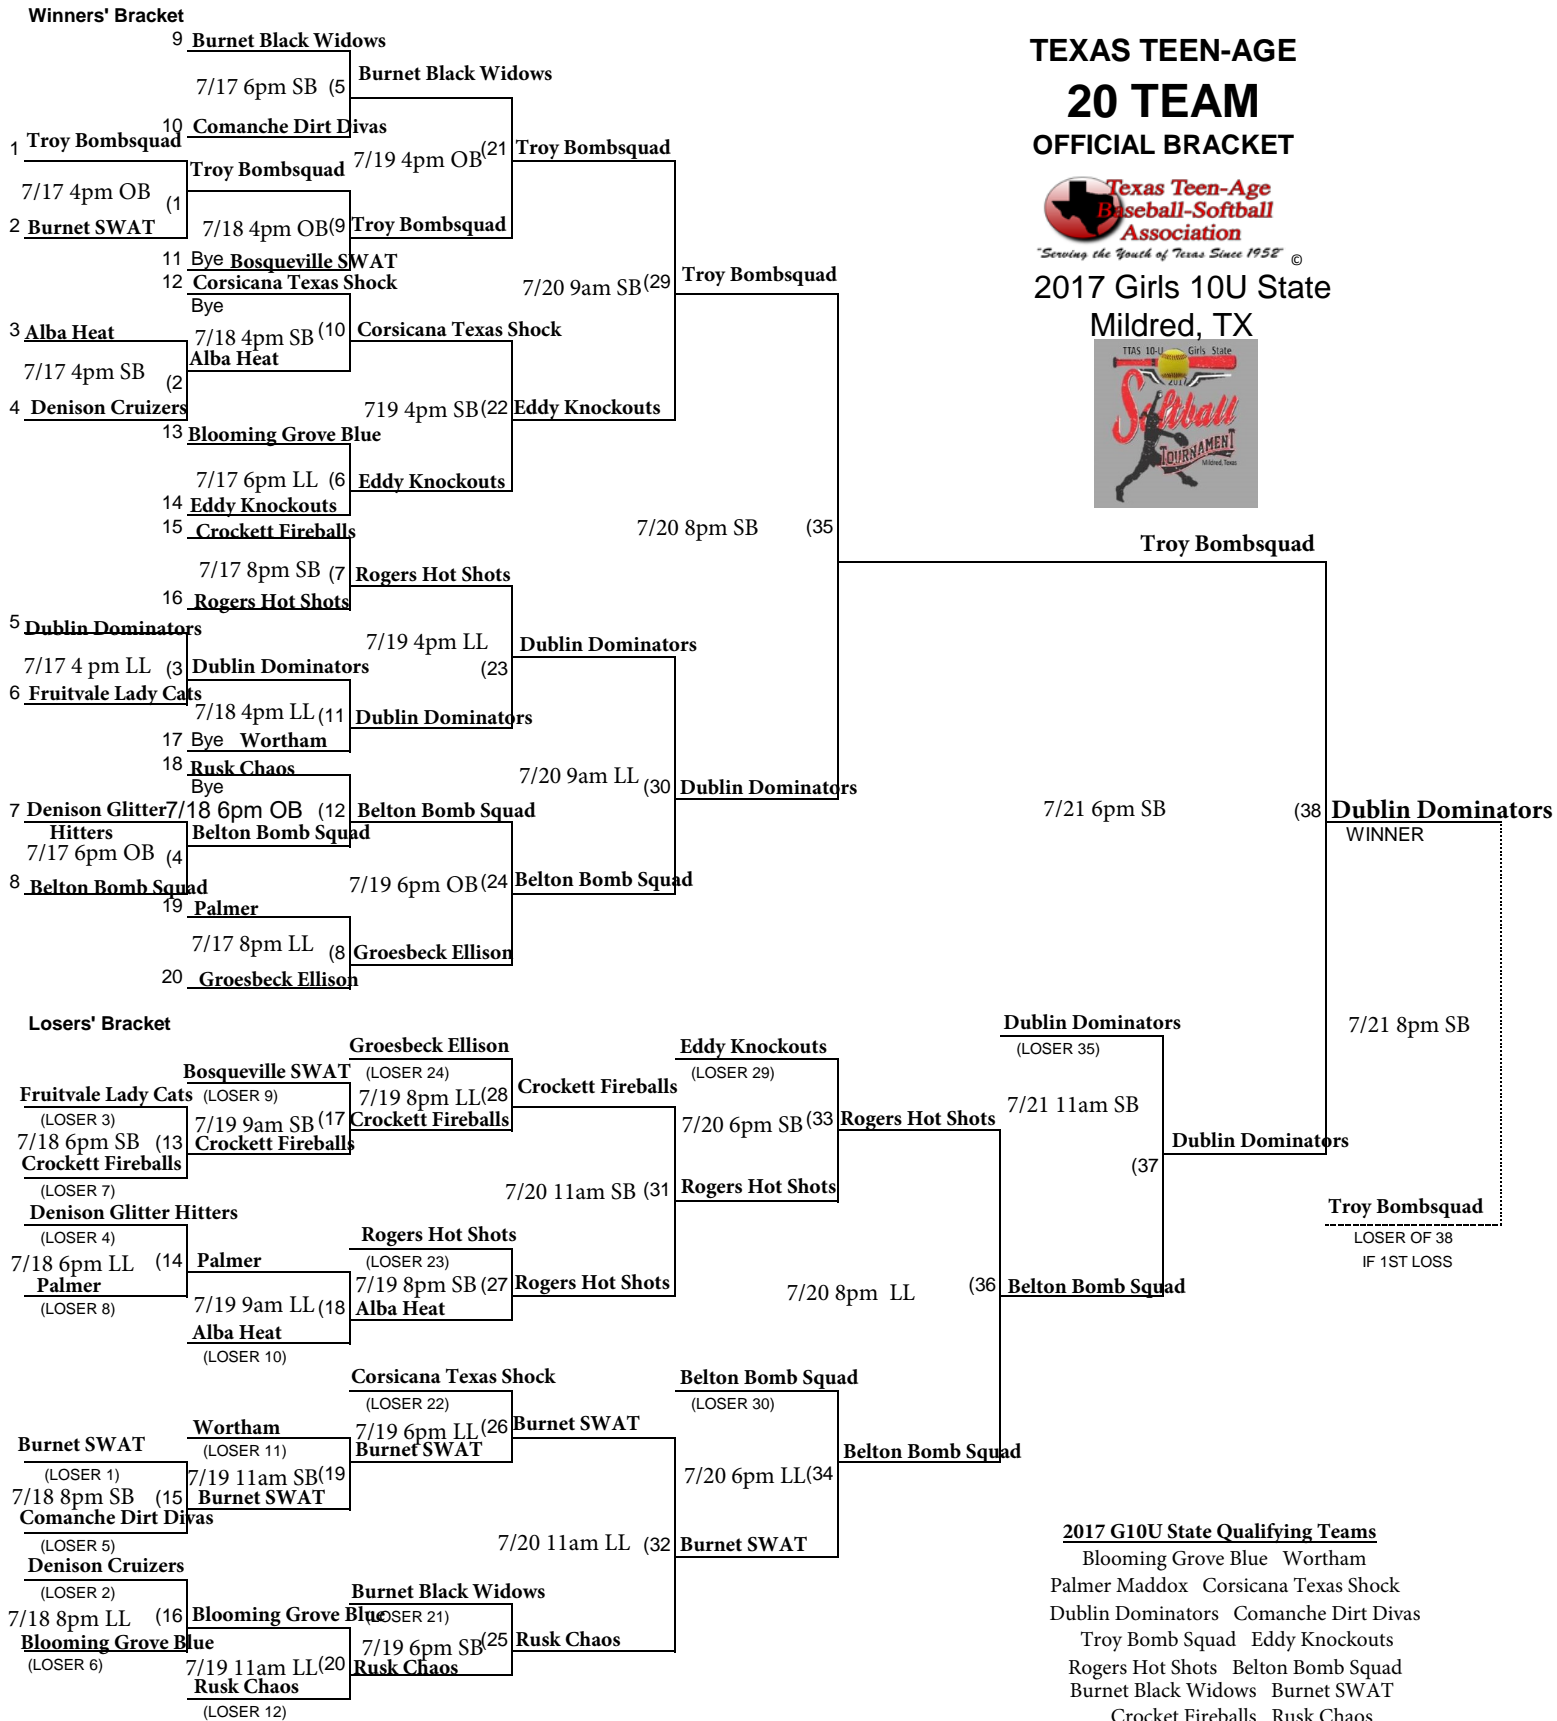 Winners' Bracket
9 Burnet Black Widows
7/17 6pm SB (5
Burnet Black Widows
10 Comanche Dirt Divas
1 Troy Bombsquad
7/17 4pm OB (1
2 Burnet SWAT
Troy Bombsquad
7/19 4pm OB (21
Troy Bombsquad
7/18 4pm OB (9
Troy Bombsquad
11 Bye Bosqueville SWAT
12 Corsicana Texas Shock
Bye
7/20 9am SB (29
Troy Bombsquad
3 Alba Heat
7/18 4pm SB (10
Corsicana Texas Shock
Alba Heat
7/17 4pm SB (2
4 Denison Cruizers
719 4pm SB (22
Eddy Knockouts
13 Blooming Grove Blue
7/17 6pm LL (6
Eddy Knockouts
14 Eddy Knockouts
15 Crockett Fireballs
7/20 8pm SB (35
Troy Bombsquad
7/17 8pm SB (7
Rogers Hot Shots
16 Rogers Hot Shots
5 Dublin Dominators
7/17 4 pm LL (3
6 Fruitvale Lady Cats
Dublin Dominators
7/19 4pm LL
(23
Dublin Dominators
7/18 4pm LL (11
Dublin Dominators
17 Bye Wortham
18 Rusk Chaos
Bye
7/20 9am LL (30
Dublin Dominators
7 Denison Glitter
Hitters
7/18 6pm OB (12
Belton Bomb Squad
Belton Bomb Squad
7/17 6pm OB (4
8 Belton Bomb Squad
7/19 6pm OB (24
Belton Bomb Squad
19 Palmer
7/17 8pm LL (8
Groesbeck Ellison
20 Groesbeck Ellison
7/21 6pm SB (38
Dublin Dominators
WINNER
TEXAS TEEN-AGE
20 TEAM
OFFICIAL BRACKET
Texas Teen-Age
Baseball-Softball
Association
"Serving the Youth of Texas Since 1952" ©
2017 Girls 10U State
Mildred, TX
TTAS 10-U Girls State
2017
Softball
TOURNAMENT
Mildred, Texas
Losers' Bracket
Fruitvale Lady Cats
(LOSER 3)
7/18 6pm SB (13
Crockett Fireballs
(LOSER 7)
Bosqueville SWAT
(LOSER 9)
7/19 9am SB (17
Crockett Fireballs
Groesbeck Ellison
(LOSER 24)
7/19 8pm LL (28
Crockett Fireballs
Crockett Fireballs
Denison Glitter Hitters
(LOSER 4)
7/18 6pm LL (14
Palmer
(LOSER 8)
Palmer
7/19 9am LL (18
Alba Heat
(LOSER 10)
Rogers Hot Shots
(LOSER 23)
7/19 8pm SB (27
Alba Heat
Rogers Hot Shots
7/20 11am SB (31
Eddy Knockouts
(LOSER 29)
7/20 6pm SB (33
Rogers Hot Shots
Rogers Hot Shots
Burnet SWAT
(LOSER 1)
7/18 8pm SB (15
Comanche Dirt Divas
(LOSER 5)
Wortham
(LOSER 11)
7/19 11am SB (19
Burnet SWAT
Corsicana Texas Shock
(LOSER 22)
7/19 6pm LL (26
Burnet SWAT
Burnet SWAT
Denison Cruizers
(LOSER 2)
7/18 8pm LL (16
Blooming Grove Blue
(LOSER 6)
Blooming Grove Blue
7/19 11am LL (20
Rusk Chaos
(LOSER 12)
Burnet Black Widows
(LOSER 21)
7/19 6pm SB (25
Rusk Chaos
Rusk Chaos
7/20 11am LL (32
Belton Bomb Squad
(LOSER 30)
7/20 6pm LL (34
Burnet SWAT
Belton Bomb Squad
7/20 8pm LL (36
Belton Bomb Squad
Dublin Dominators
(LOSER 35)
7/21 11am SB
(37
Dublin Dominators
7/21 8pm SB
Troy Bombsquad
LOSER OF 38
IF 1ST LOSS
2017 G10U State Qualifying Teams
Blooming Grove Blue Wortham
Palmer Maddox Corsicana Texas Shock
Dublin Dominators Comanche Dirt Divas
Troy Bomb Squad Eddy Knockouts
Rogers Hot Shots Belton Bomb Squad
Burnet Black Widows Burnet SWAT
Crocket Fireballs Rusk Chaos